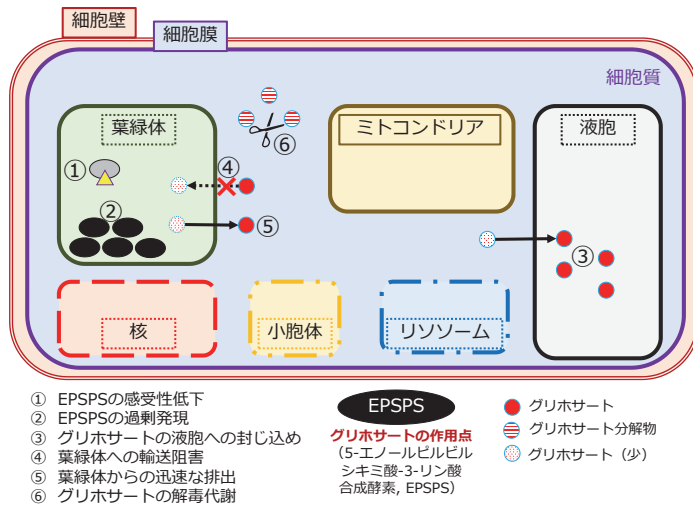 細胞壁
細胞膜
細胞質
葉緑体
ミトコンドリア
液胞
⑥
①
④
②
⑤
③
核
小胞体
リソソーム
① EPSPSの感受性低下
② EPSPSの過剰発現
③ グリホサートの液胞への封じ込め
④ 葉緑体への輸送阻害
⑤ 葉緑体からの迅速な排出
⑥ グリホサートの解毒代謝
EPSPS
グリホサートの作用点
(5-エノールピルビル
シキミ酸-3-リン酸
合成酵素, EPSPS)
グリホサート
グリホサート分解物
グリホサート（少）